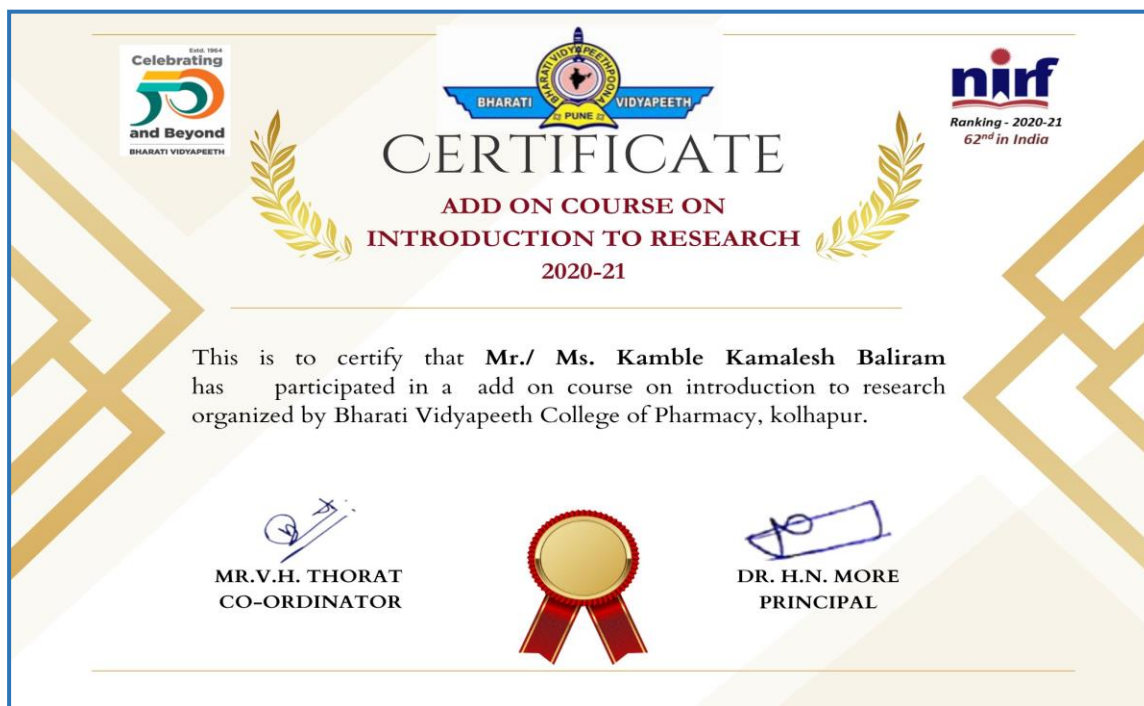 Estd. 1964
Celebrating
50
and Beyond
BHARATI VIDYAPEETH
BHARATI VIDYAPEETH POONA
BHARATI VIDYAPEETH
PUNE
nirf
Ranking - 2020-21
62nd in India
CERTIFICATE
ADD ON COURSE ON
INTRODUCTION TO RESEARCH
2020-21
This is to certify that Mr./ Ms. Kamble Kamalesh Baliram
has participated in a add on course on introduction to research
organized by Bharati Vidyapeeth College of Pharmacy, kolhapur.
MR.V.H. THORAT
CO-ORDINATOR
DR. H.N. MORE
PRINCIPAL